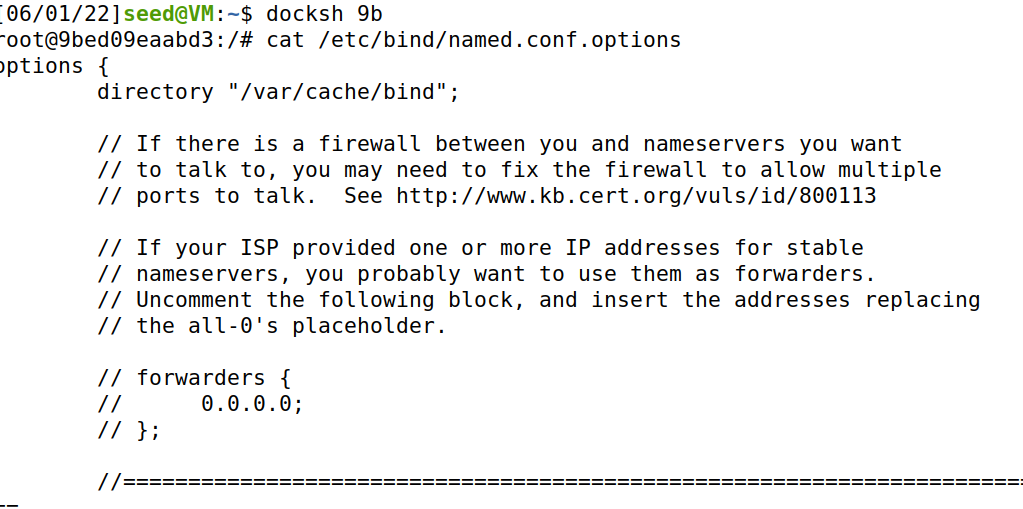 [06/01/22]seed@VM:~$ docksh 9b
root@9bed09eaabd3:/# cat /etc/bind/named.conf.options
options {
        directory "/var/cache/bind";

        // If there is a firewall between you and nameservers you want
        // to talk to, you may need to fix the firewall to allow multiple
        // ports to talk.  See http://www.kb.cert.org/vuls/id/800113

        // If your ISP provided one or more IP addresses for stable
        // nameservers, you probably want to use them as forwarders.
        // Uncomment the following block, and insert the addresses replacing
        // the all-0's placeholder.

        // forwarders {
        //      0.0.0.0;
        // };

        //=====================================================================
==